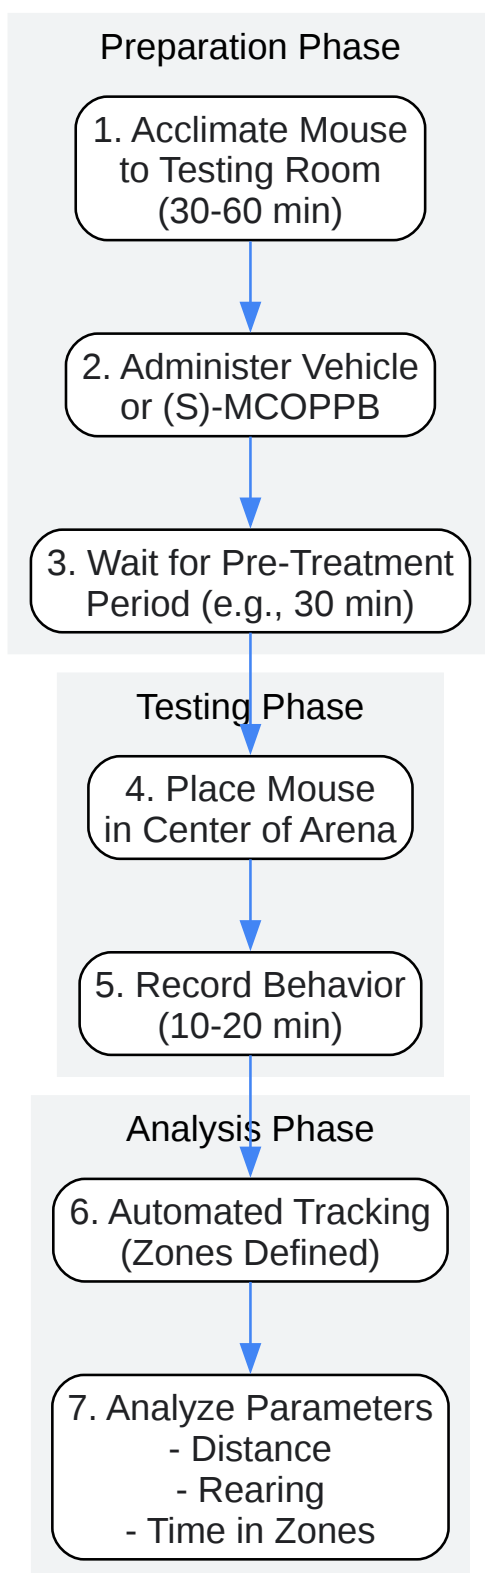 Preparation Phase
1. Acclimate Mouse
to Testing Room
(30-60 min)
2. Administer Vehicle
or (S)-MCOPPB
3. Wait for Pre-Treatment
Period (e.g., 30 min)
Testing Phase
4. Place Mouse
in Center of Arena
5. Record Behavior
(10-20 min)
Analysis Phase
6. Automated Tracking
(Zones Defined)
7. Analyze Parameters
- Distance
- Rearing
- Time in Zones